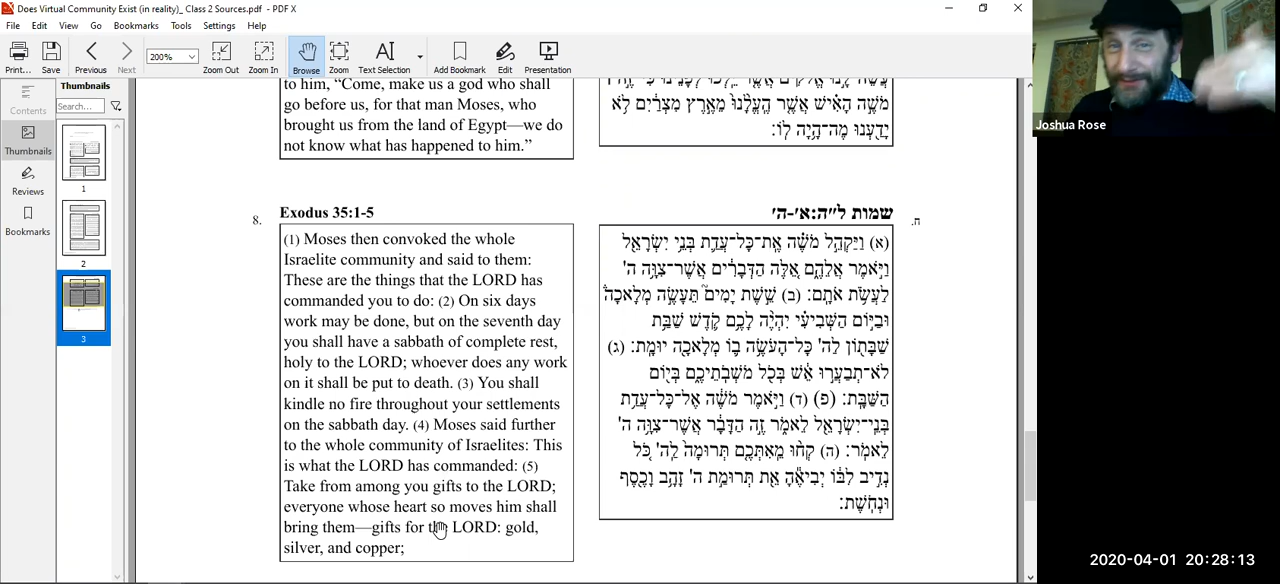 Does Virtual Community Exist (in reality)_ Class 2 Sources.pdf - PDF X
File Edit View Go Bookmarks Tools Settings Help
Print... Save Previous Next 200% Zoom Out Zoom In Browse Zoom Text Selection Add Bookmark Edit Presentation
Contents
Thumbnails
Reviews
Bookmarks
Thumbnails
Search...
1
2
3
to him, “Come, make us a god who shall
go before us, for that man Moses, who
brought us from the land of Egypt—we do
not know what has happened to him.”
מֹשֶׁ֣ה הָאִ֗ישׁ אֲשֶׁ֤ר הֶֽעֱלָ֙נוּ֙ מֵאֶ֣רֶץ מִצְרַ֔יִם לֹ֥א
יָדַ֖עְנוּ מֶה־הָ֥יָה לֽוֹ׃
8.
Exodus 35:1-5
(1) Moses then convoked the whole
Israelite community and said to them:
These are the things that the LORD has
commanded you to do: (2) On six days
work may be done, but on the seventh day
you shall have a sabbath of complete rest,
holy to the LORD; whoever does any work
on it shall be put to death. (3) You shall
kindle no fire throughout your settlements
on the sabbath day. (4) Moses said further
to the whole community of Israelites: This
is what the LORD has commanded: (5)
Take from among you gifts to the LORD;
everyone whose heart so moves him shall
bring them—gifts for the LORD: gold,
silver, and copper;
ח.
שמות ל״ה:א׳-ה׳
(א) וַיַּקְהֵ֣ל מֹשֶׁ֗ה אֶֽת־כָּל־עֲדַ֛ת בְּנֵ֥י יִשְׂרָאֵ֖ל
וַיֹּ֣אמֶר אֲלֵהֶ֑ם אֵ֚לֶּה הַדְּבָרִ֔ים אֲשֶׁר־צִוָּ֥ה ה'
לַעֲשֹׂ֥ת אֹתָֽם׃ (ב) שֵׁ֣שֶׁת יָמִים֮ תֵּעָשֶׂ֣ה מְלָאכָה֒
וּבַיּ֣וֹם הַשְּׁבִיעִ֗י יִהְיֶ֨ה לָכֶ֥ם קֹ֛דֶשׁ שַׁבַּ֥ת
שַׁבָּת֖וֹן לַה' כָּל־הָעֹשֶׂ֥ה ב֛וֹ מְלָאכָ֖ה יוּמָֽת׃ (ג)
לֹא־תְבַעֲר֣וּ אֵ֔שׁ בְּכֹ֖ל מֹשְׁבֹֽתֵיכֶ֑ם בְּי֖וֹם
הַשַּׁבָּֽת׃ (פ) (ד) וַיֹּ֣אמֶר מֹשֶׁ֔ה אֶל־כָּל־עֲדַ֥ת
בְּנֵֽי־יִשְׂרָאֵ֖ל לֵאמֹ֑ר זֶ֣ה הַדָּבָ֔ר אֲשֶׁר־צִוָּ֥ה ה'
לֵאמֹֽר׃ (ה) קְח֨וּ מֵֽאִתְּכֶ֤ם תְּרוּמָה֙ לַֽה' כֹּ֚ל
נְדִ֣יב לִבּ֔וֹ יְבִיאֶ֕הָ אֵ֖ת תְּרוּמַ֣ת ה' זָהָ֥ב וָכֶ֖סֶף
וּנְחֹֽשֶׁת׃
Joshua Rose
2020-04-01 20:28:13